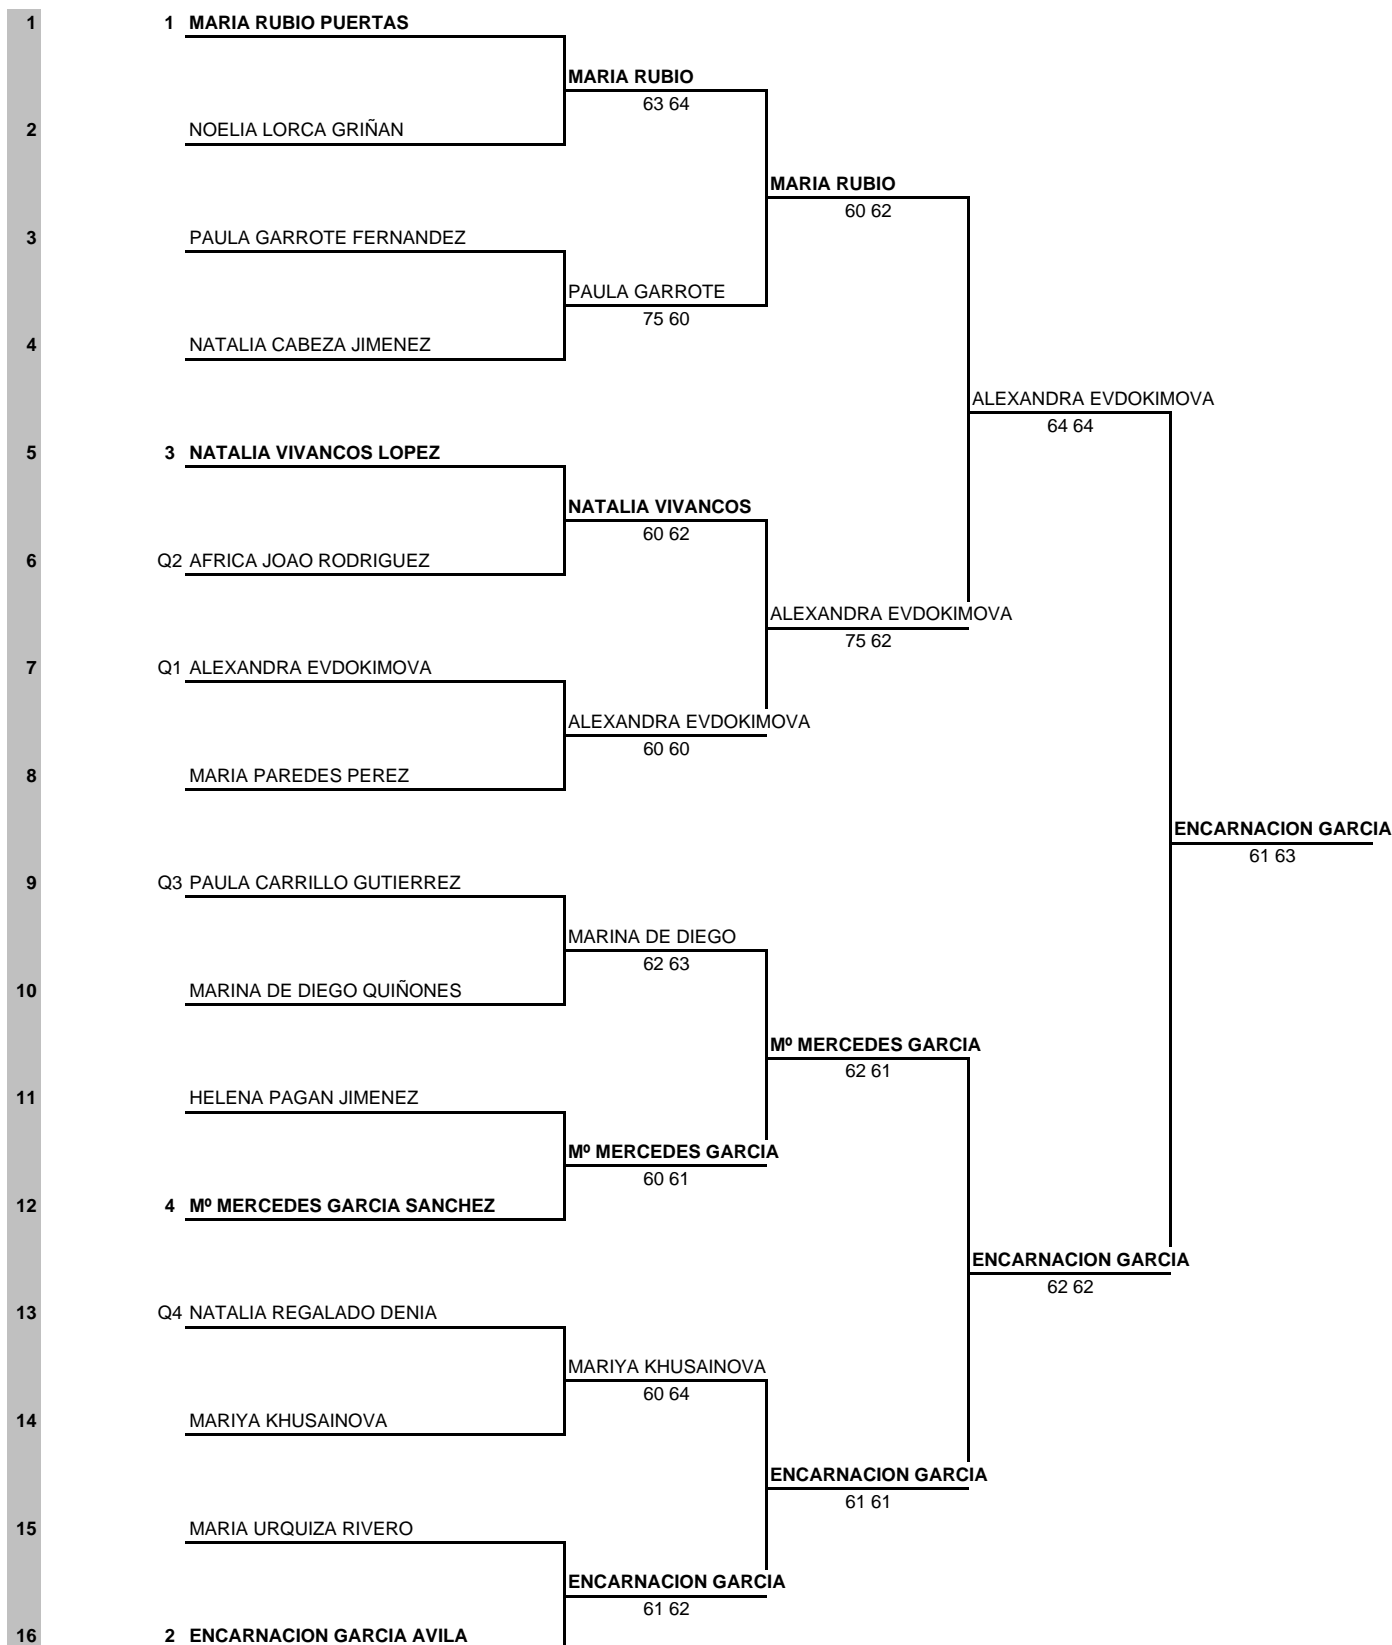 1 1 MARIA RUBIO PUERTAS
MARIA RUBIO
63 64
2 NOELIA LORCA GRIÑAN
MARIA RUBIO
60 62
3 PAULA GARROTE FERNANDEZ
PAULA GARROTE
75 60
4 NATALIA CABEZA JIMENEZ
ALEXANDRA EVDOKIMOVA
64 64
5 3 NATALIA VIVANCOS LOPEZ
NATALIA VIVANCOS
60 62
6 Q2 AFRICA JOAO RODRIGUEZ
ALEXANDRA EVDOKIMOVA
75 62
7 Q1 ALEXANDRA EVDOKIMOVA
ALEXANDRA EVDOKIMOVA
60 60
8 MARIA PAREDES PEREZ
ENCARNACION GARCIA
61 63
9 Q3 PAULA CARRILLO GUTIERREZ
MARINA DE DIEGO
62 63
10 MARINA DE DIEGO QUIÑONES
Mº MERCEDES GARCIA
62 61
11 HELENA PAGAN JIMENEZ
Mº MERCEDES GARCIA
60 61
12 4 Mº MERCEDES GARCIA SANCHEZ
ENCARNACION GARCIA
62 62
13 Q4 NATALIA REGALADO DENIA
MARIYA KHUSAINOVA
60 64
14 MARIYA KHUSAINOVA
ENCARNACION GARCIA
61 61
15 MARIA URQUIZA RIVERO
ENCARNACION GARCIA
61 62
16 2 ENCARNACION GARCIA AVILA